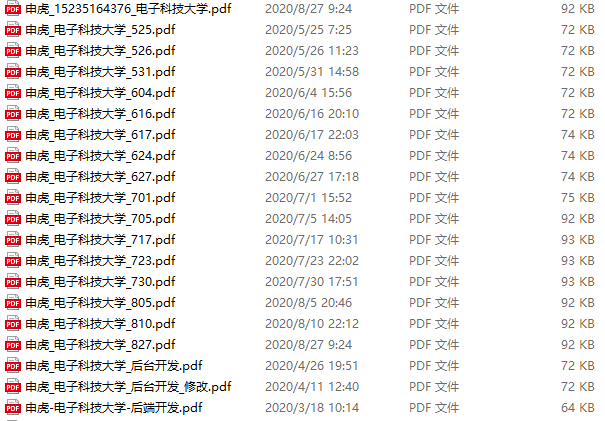 申虎_15235164376_电子科技大学.pdf 2020/8/27 9:24 PDF 文件 92 KB
申虎_电子科技大学_525.pdf 2020/5/25 7:25 PDF 文件 72 KB
申虎_电子科技大学_526.pdf 2020/5/26 11:23 PDF 文件 72 KB
申虎_电子科技大学_531.pdf 2020/5/31 14:58 PDF 文件 72 KB
申虎_电子科技大学_604.pdf 2020/6/4 15:56 PDF 文件 72 KB
申虎_电子科技大学_616.pdf 2020/6/16 20:10 PDF 文件 72 KB
申虎_电子科技大学_617.pdf 2020/6/17 22:03 PDF 文件 74 KB
申虎_电子科技大学_624.pdf 2020/6/24 8:56 PDF 文件 74 KB
申虎_电子科技大学_627.pdf 2020/6/27 17:18 PDF 文件 74 KB
申虎_电子科技大学_701.pdf 2020/7/1 15:52 PDF 文件 75 KB
申虎_电子科技大学_705.pdf 2020/7/5 14:05 PDF 文件 92 KB
申虎_电子科技大学_717.pdf 2020/7/17 10:31 PDF 文件 93 KB
申虎_电子科技大学_723.pdf 2020/7/23 22:02 PDF 文件 93 KB
申虎_电子科技大学_730.pdf 2020/7/30 17:51 PDF 文件 93 KB
申虎_电子科技大学_805.pdf 2020/8/5 20:46 PDF 文件 92 KB
申虎_电子科技大学_810.pdf 2020/8/10 22:12 PDF 文件 92 KB
申虎_电子科技大学_827.pdf 2020/8/27 9:24 PDF 文件 92 KB
申虎_电子科技大学_后台开发.pdf 2020/4/26 19:51 PDF 文件 72 KB
申虎_电子科技大学_后台开发_修改.pdf 2020/4/11 12:40 PDF 文件 72 KB
申虎-电子科技大学-后端开发.pdf 2020/3/18 10:14 PDF 文件 64 KB